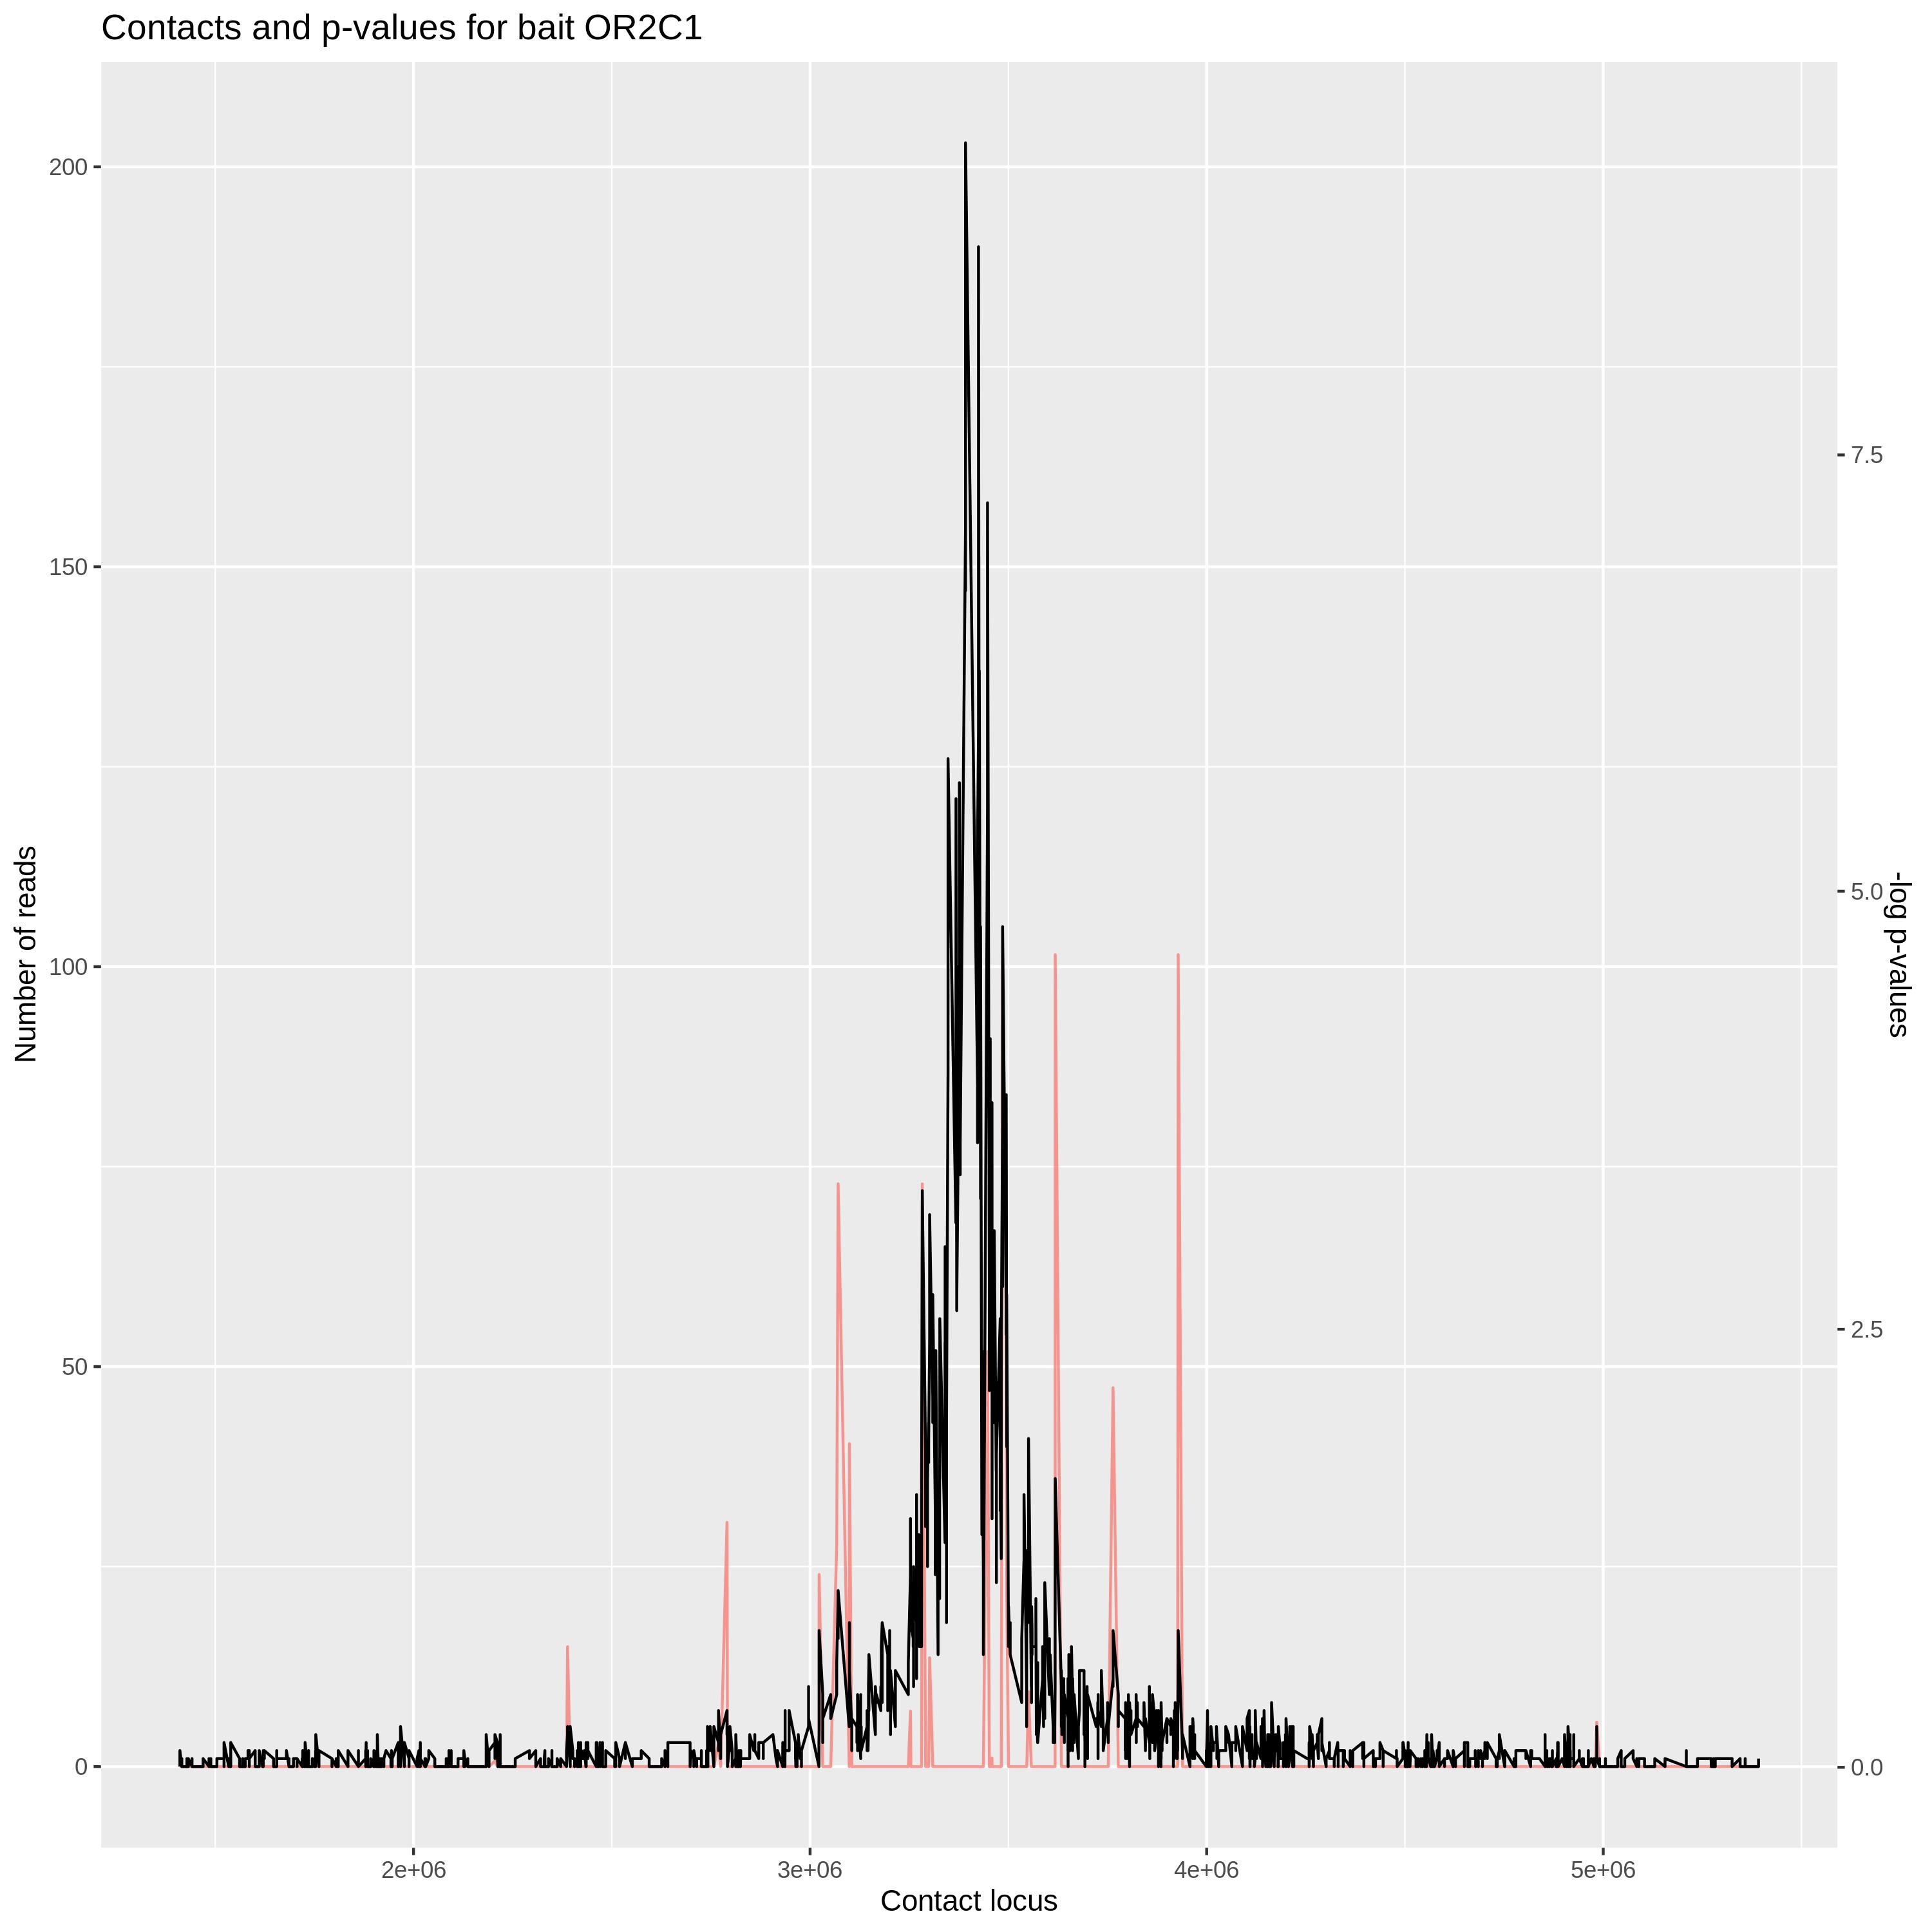 Contacts and p-values for bait OR2C1
200
150
100
50
0
Number of reads
7.5
5.0
2.5
0.0
-log p-values
2e+06
3e+06
4e+06
5e+06
Contact locus